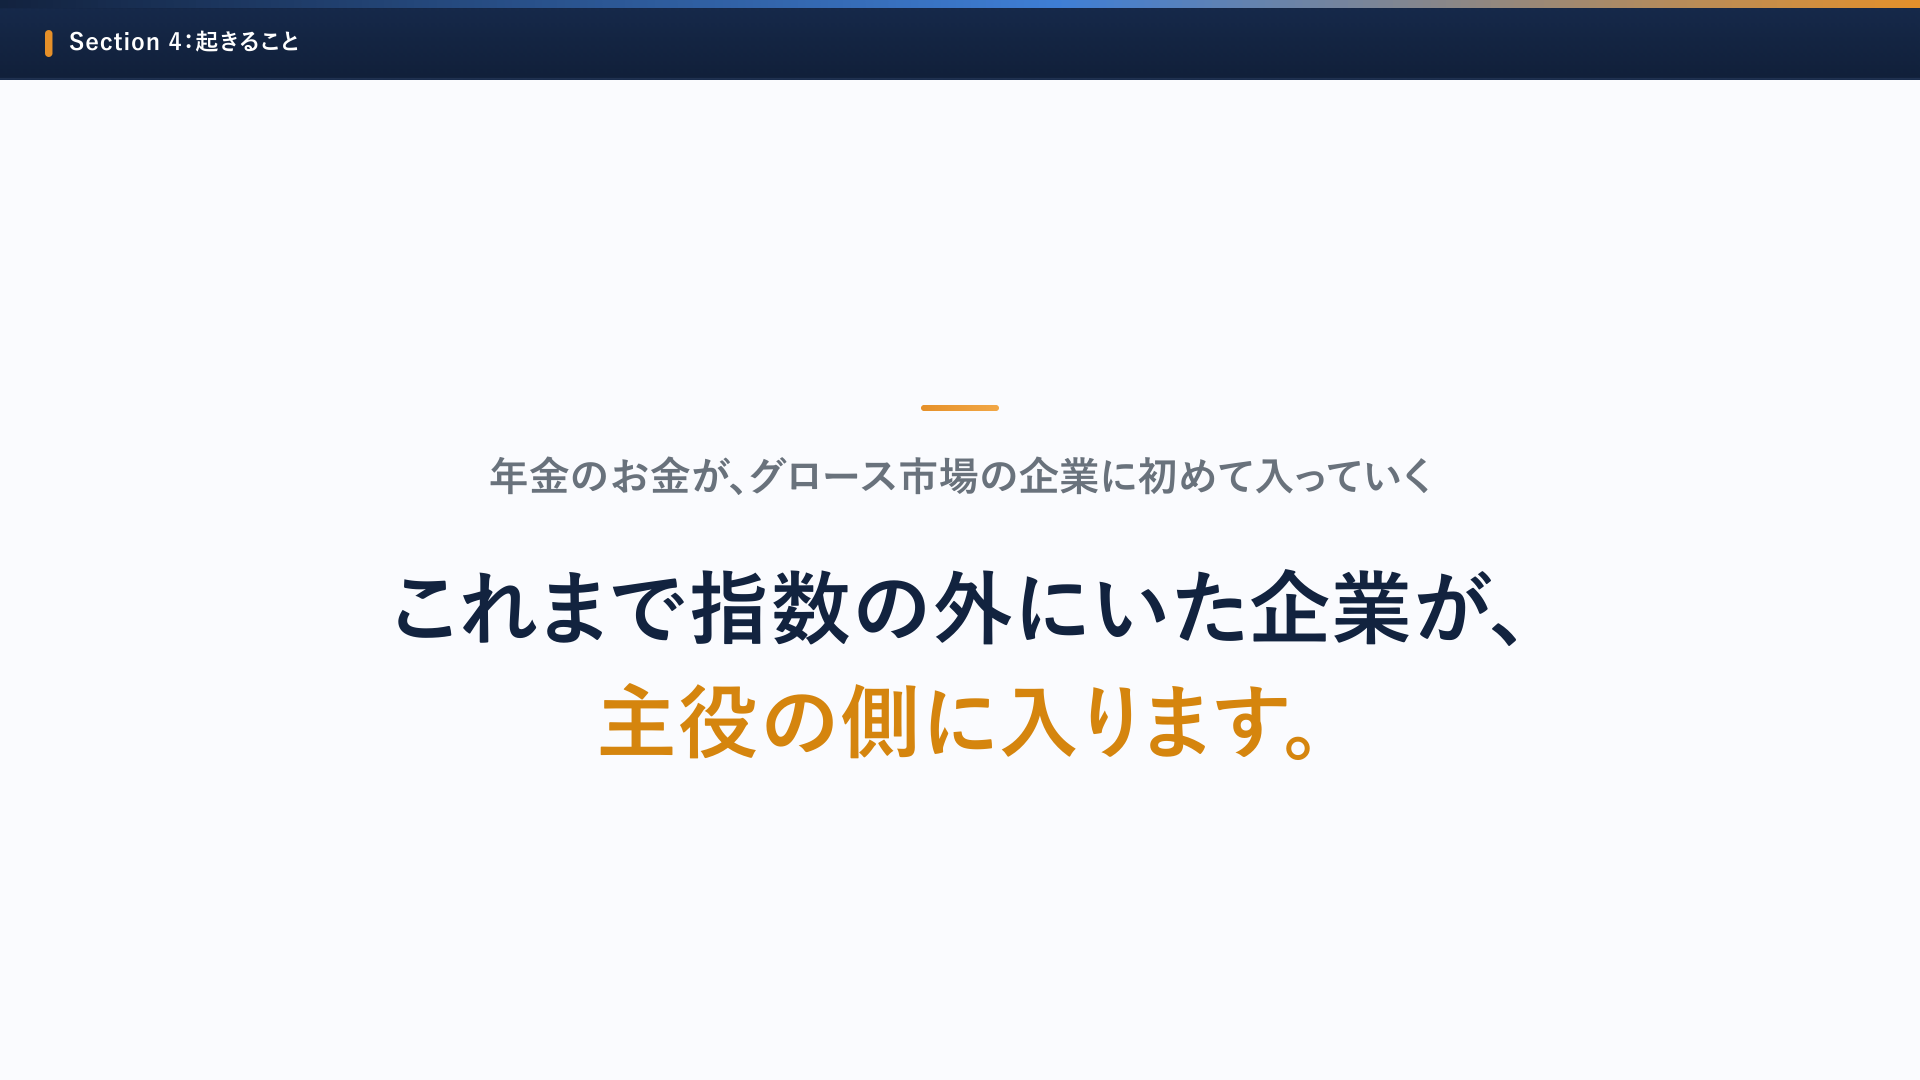 Section 4：起きること
年金のお金が、グロース市場の企業に初めて入っていく
これまで指数の外にいた企業が、
主役の側に入ります。